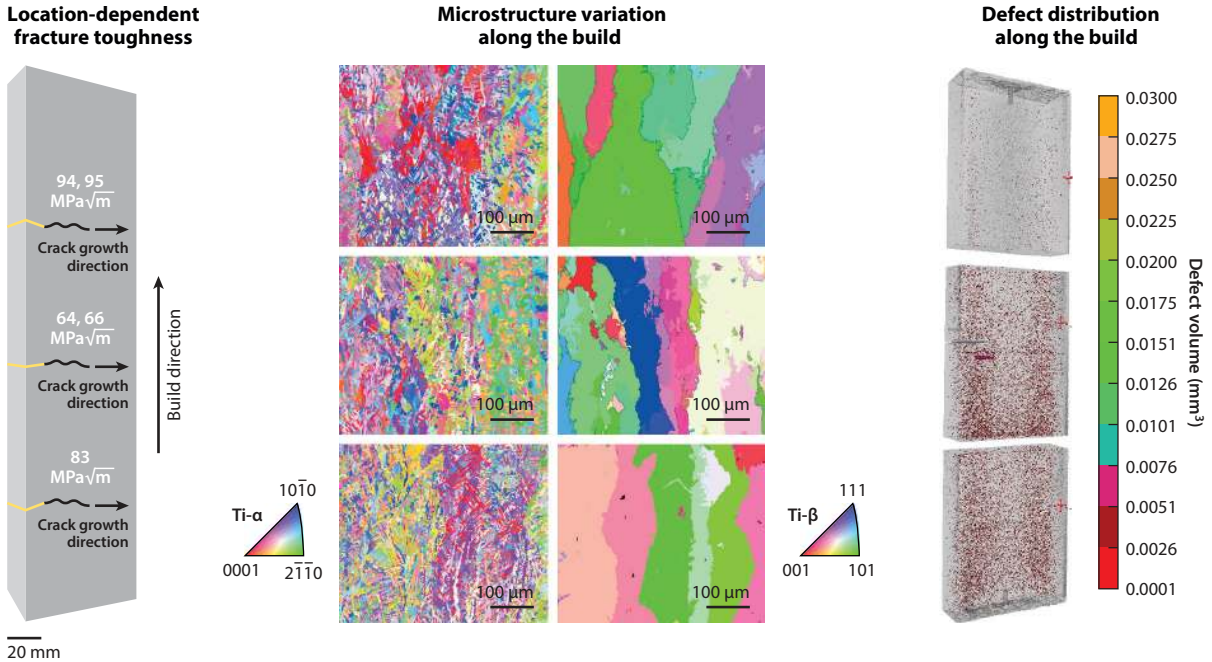 Location-dependent
fracture toughness
94, 95
MPa√m
Crack growth
direction
64, 66
MPa√m
Crack growth
direction
83
MPa√m
Crack growth
direction
Build direction
20 mm
Microstructure variation
along the build
100 μm
100 μm
100 μm
100 μm
100 μm
100 μm
Ti-α
101̅0
0001
21̅1̅0
Ti-β
111
001
101
Defect distribution
along the build
0.0300
0.0275
0.0250
0.0225
0.0200
0.0175
0.0151
0.0126
0.0101
0.0076
0.0051
0.0026
0.0001
Defect volume (mm³)